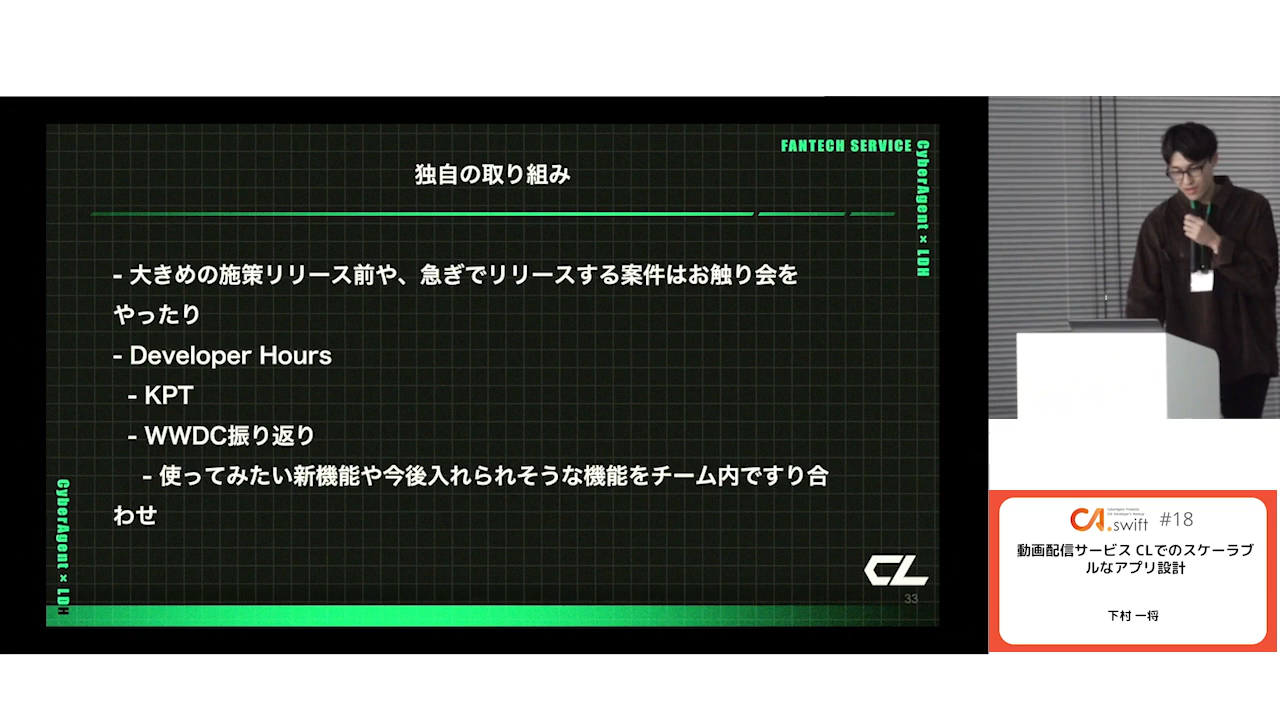 FANTECH SERVICE
CyberAgent × LDH
独自の取り組み
- 大きめの施策リリース前や、急ぎでリリースする案件はお触り会を
やったり
- Developer Hours
- KPT
- WWDC振り返り
- 使ってみたい新機能や今後入れられそうな機能をチーム内ですり合
わせ
CyberAgent × LDH
CL
33
CA.swift #18
動画配信サービス CLでのスケーラブ
ルなアプリ設計
下村 一将